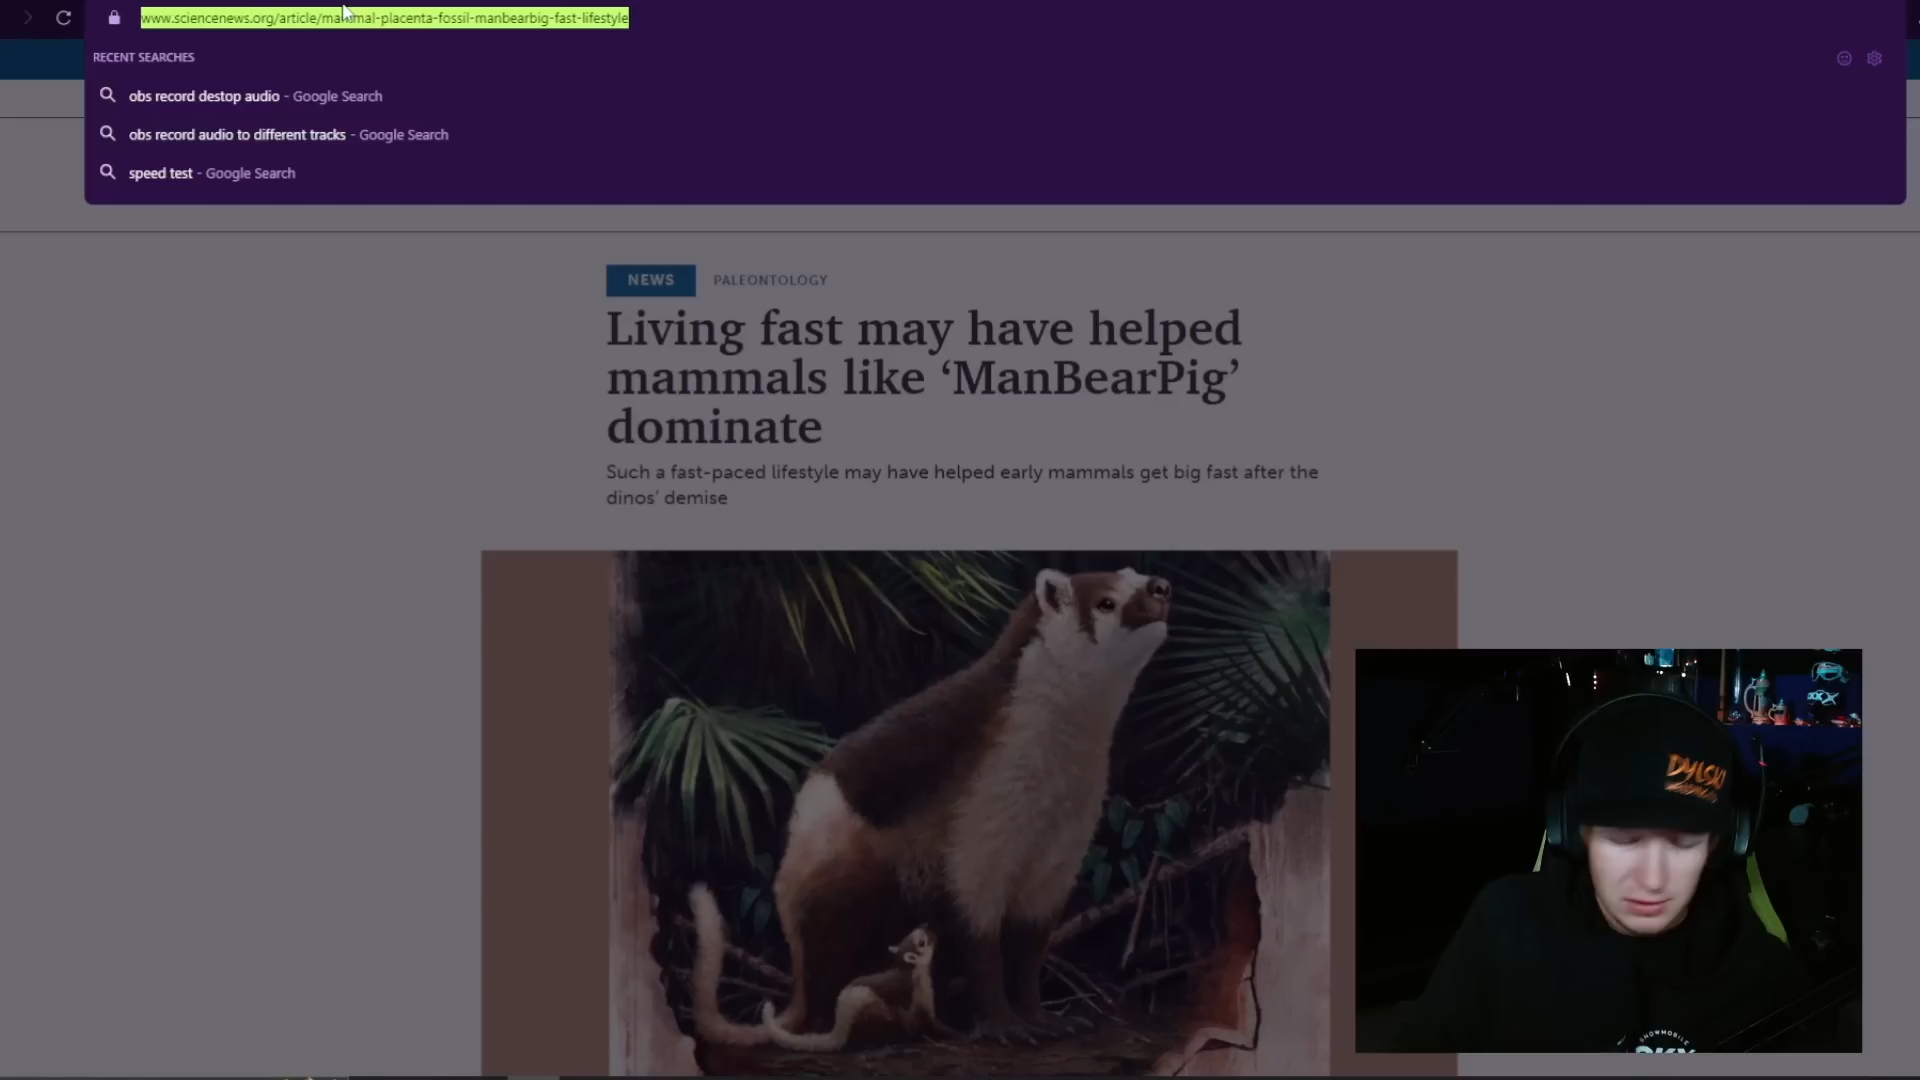 www.sciencenews.org/article/mammal-placenta-fossil-manbearbig-fast-lifestyle
RECENT SEARCHES
obs record destop audio - Google Search
obs record audio to different tracks - Google Search
speed test - Google Search
NEWS PALEONTOLOGY
Living fast may have helped
mammals like ‘ManBearPig’
dominate
Such a fast-paced lifestyle may have helped early mammals get big fast after the
dinos’ demise
DYLSKI